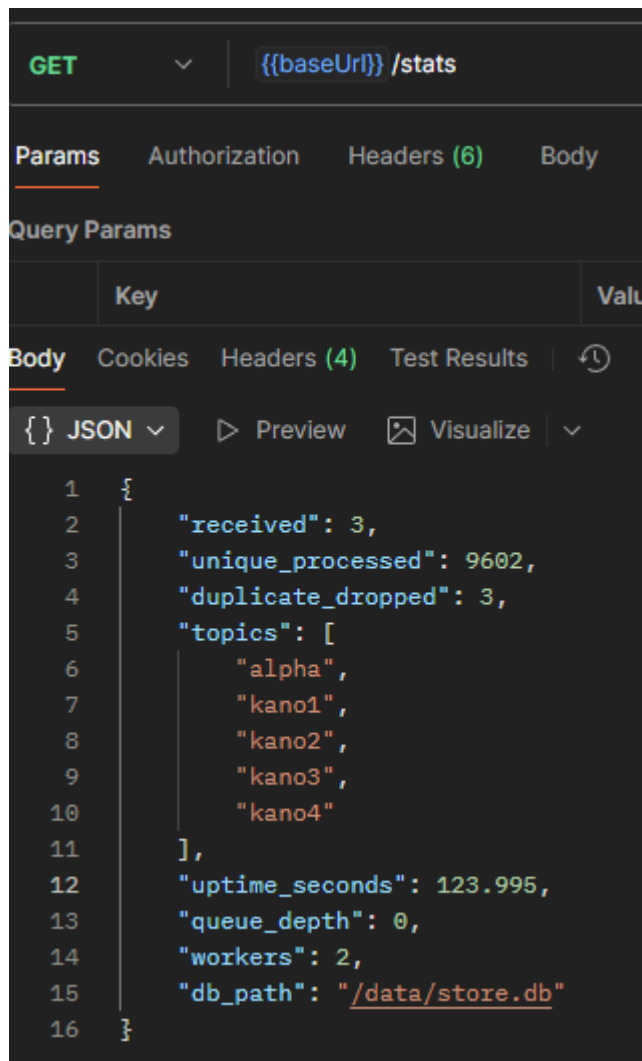 GET {{baseUrl}} /stats
Params Authorization Headers (6) Body
Query Params
Key Valu
Body Cookies Headers (4) Test Results
{} JSON Preview Visualize
1 {
2 "received": 3,
3 "unique_processed": 9602,
4 "duplicate_dropped": 3,
5 "topics": [
6 "alpha",
7 "kano1",
8 "kano2",
9 "kano3",
10 "kano4"
11 ],
12 "uptime_seconds": 123.995,
13 "queue_depth": 0,
14 "workers": 2,
15 "db_path": "/data/store.db"
16 }